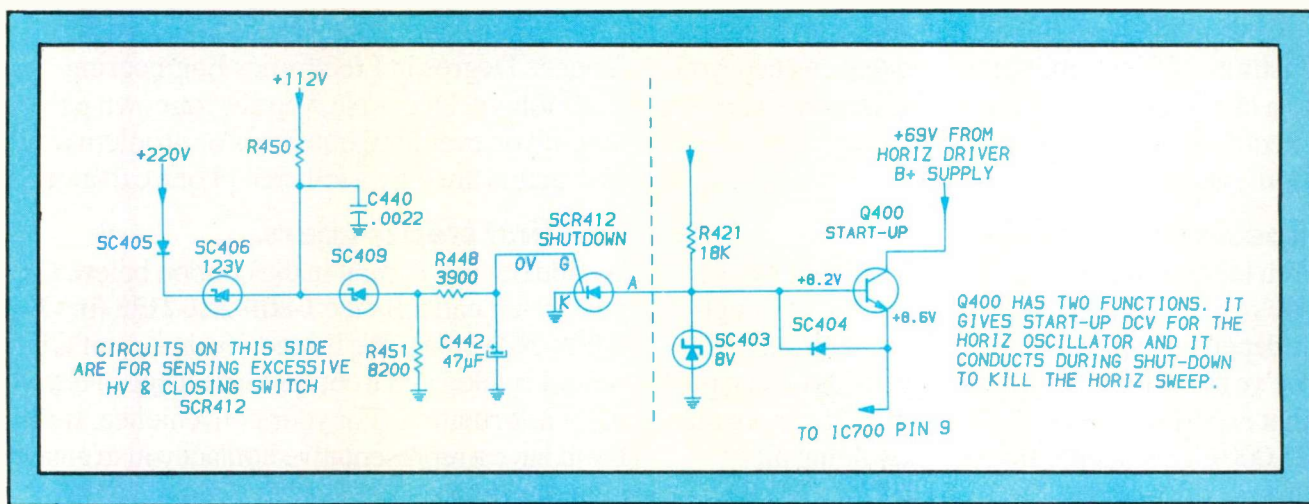 +112V
+220V
R450
C440
.0022
SC405
SC406
123V
SC409
R448
3900
R451
8200
C442
47µF
SCR412
SHUTDOWN
0V
G
K
A
CIRCUITS ON THIS SIDE
ARE FOR SENSING EXCESSIVE
HV & CLOSING SWITCH
SCR412
+69V FROM
HORIZ DRIVER
B+ SUPPLY
Q400
START-UP
R421
18K
+8.2V
+8.6V
SC404
SC403
8V
TO IC700 PIN 9
Q400 HAS TWO FUNCTIONS. IT
GIVES START-UP DCV FOR THE
HORIZ OSCILLATOR AND IT
CONDUCTS DURING SHUT-DOWN
TO KILL THE HORIZ SWEEP.